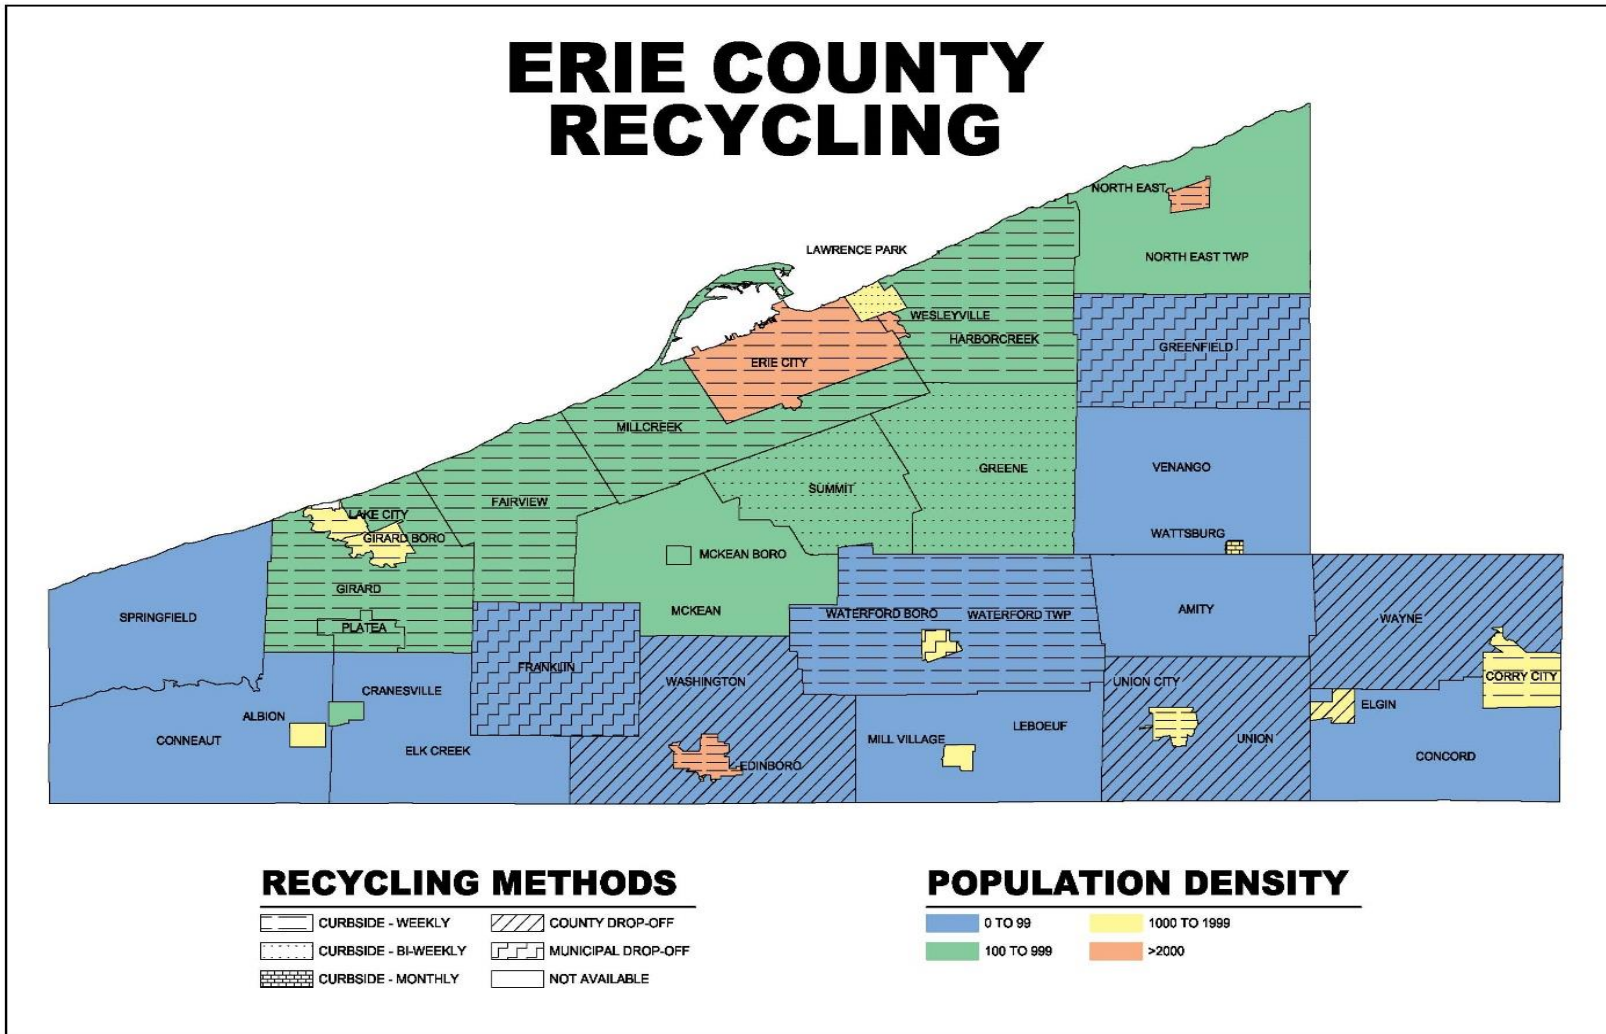 ERIE COUNTY
RECYCLING
NORTH EAST
LAWRENCE PARK
NORTH EAST TWP
WESLEYVILLE
HARBORCREEK
GREENFIELD
ERIE CITY
MILLCREEK
GREENE
VENANGO
SUMMIT
FAIRVIEW
LAKE CITY
GIRARD BORO
WATTSBURG
MCKEAN BORO
GIRARD
SPRINGFIELD
MCKEAN
WATERFORD BORO
WATERFORD TWP
AMITY
WAYNE
PLATEA
FRANKLIN
WASHINGTON
UNION CITY
CORRY CITY
CRANESVILLE
ELGIN
ALBION
LEBOEUF
CONNEAUT
MILL VILLAGE
UNION
ELK CREEK
CONCORD
EDINBORO
RECYCLING METHODS
CURBSIDE - WEEKLY
CURBSIDE - BI-WEEKLY
CURBSIDE - MONTHLY
COUNTY DROP-OFF
MUNICIPAL DROP-OFF
NOT AVAILABLE
POPULATION DENSITY
0 TO 99
100 TO 999
1000 TO 1999
>2000